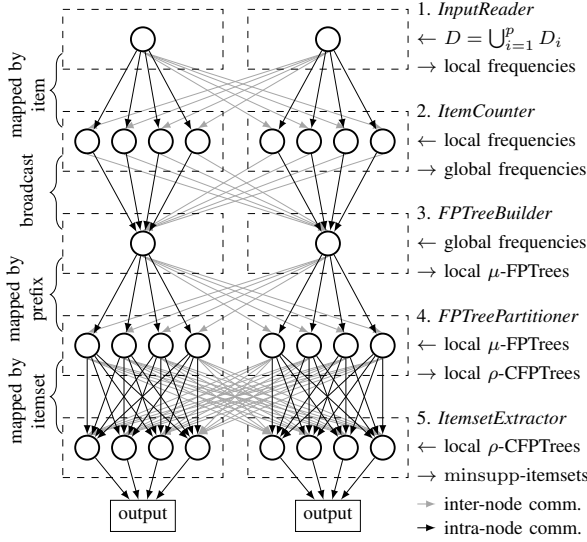 1. InputReader
← D = ⋃ᵖᵢ₌₁ Dᵢ
→ local frequencies
mapped by
item
2. ItemCounter
← local frequencies
→ global frequencies
broadcast
3. FPTreeBuilder
← global frequencies
→ local μ-FPTrees
mapped by
prefix
4. FPTreePartitioner
← local μ-FPTrees
→ local ρ-CFPTrees
mapped by
itemset
5. ItemsetExtractor
← local ρ-CFPTrees
→ minsupp-itemsets
output
output
→ inter-node comm.
→ intra-node comm.